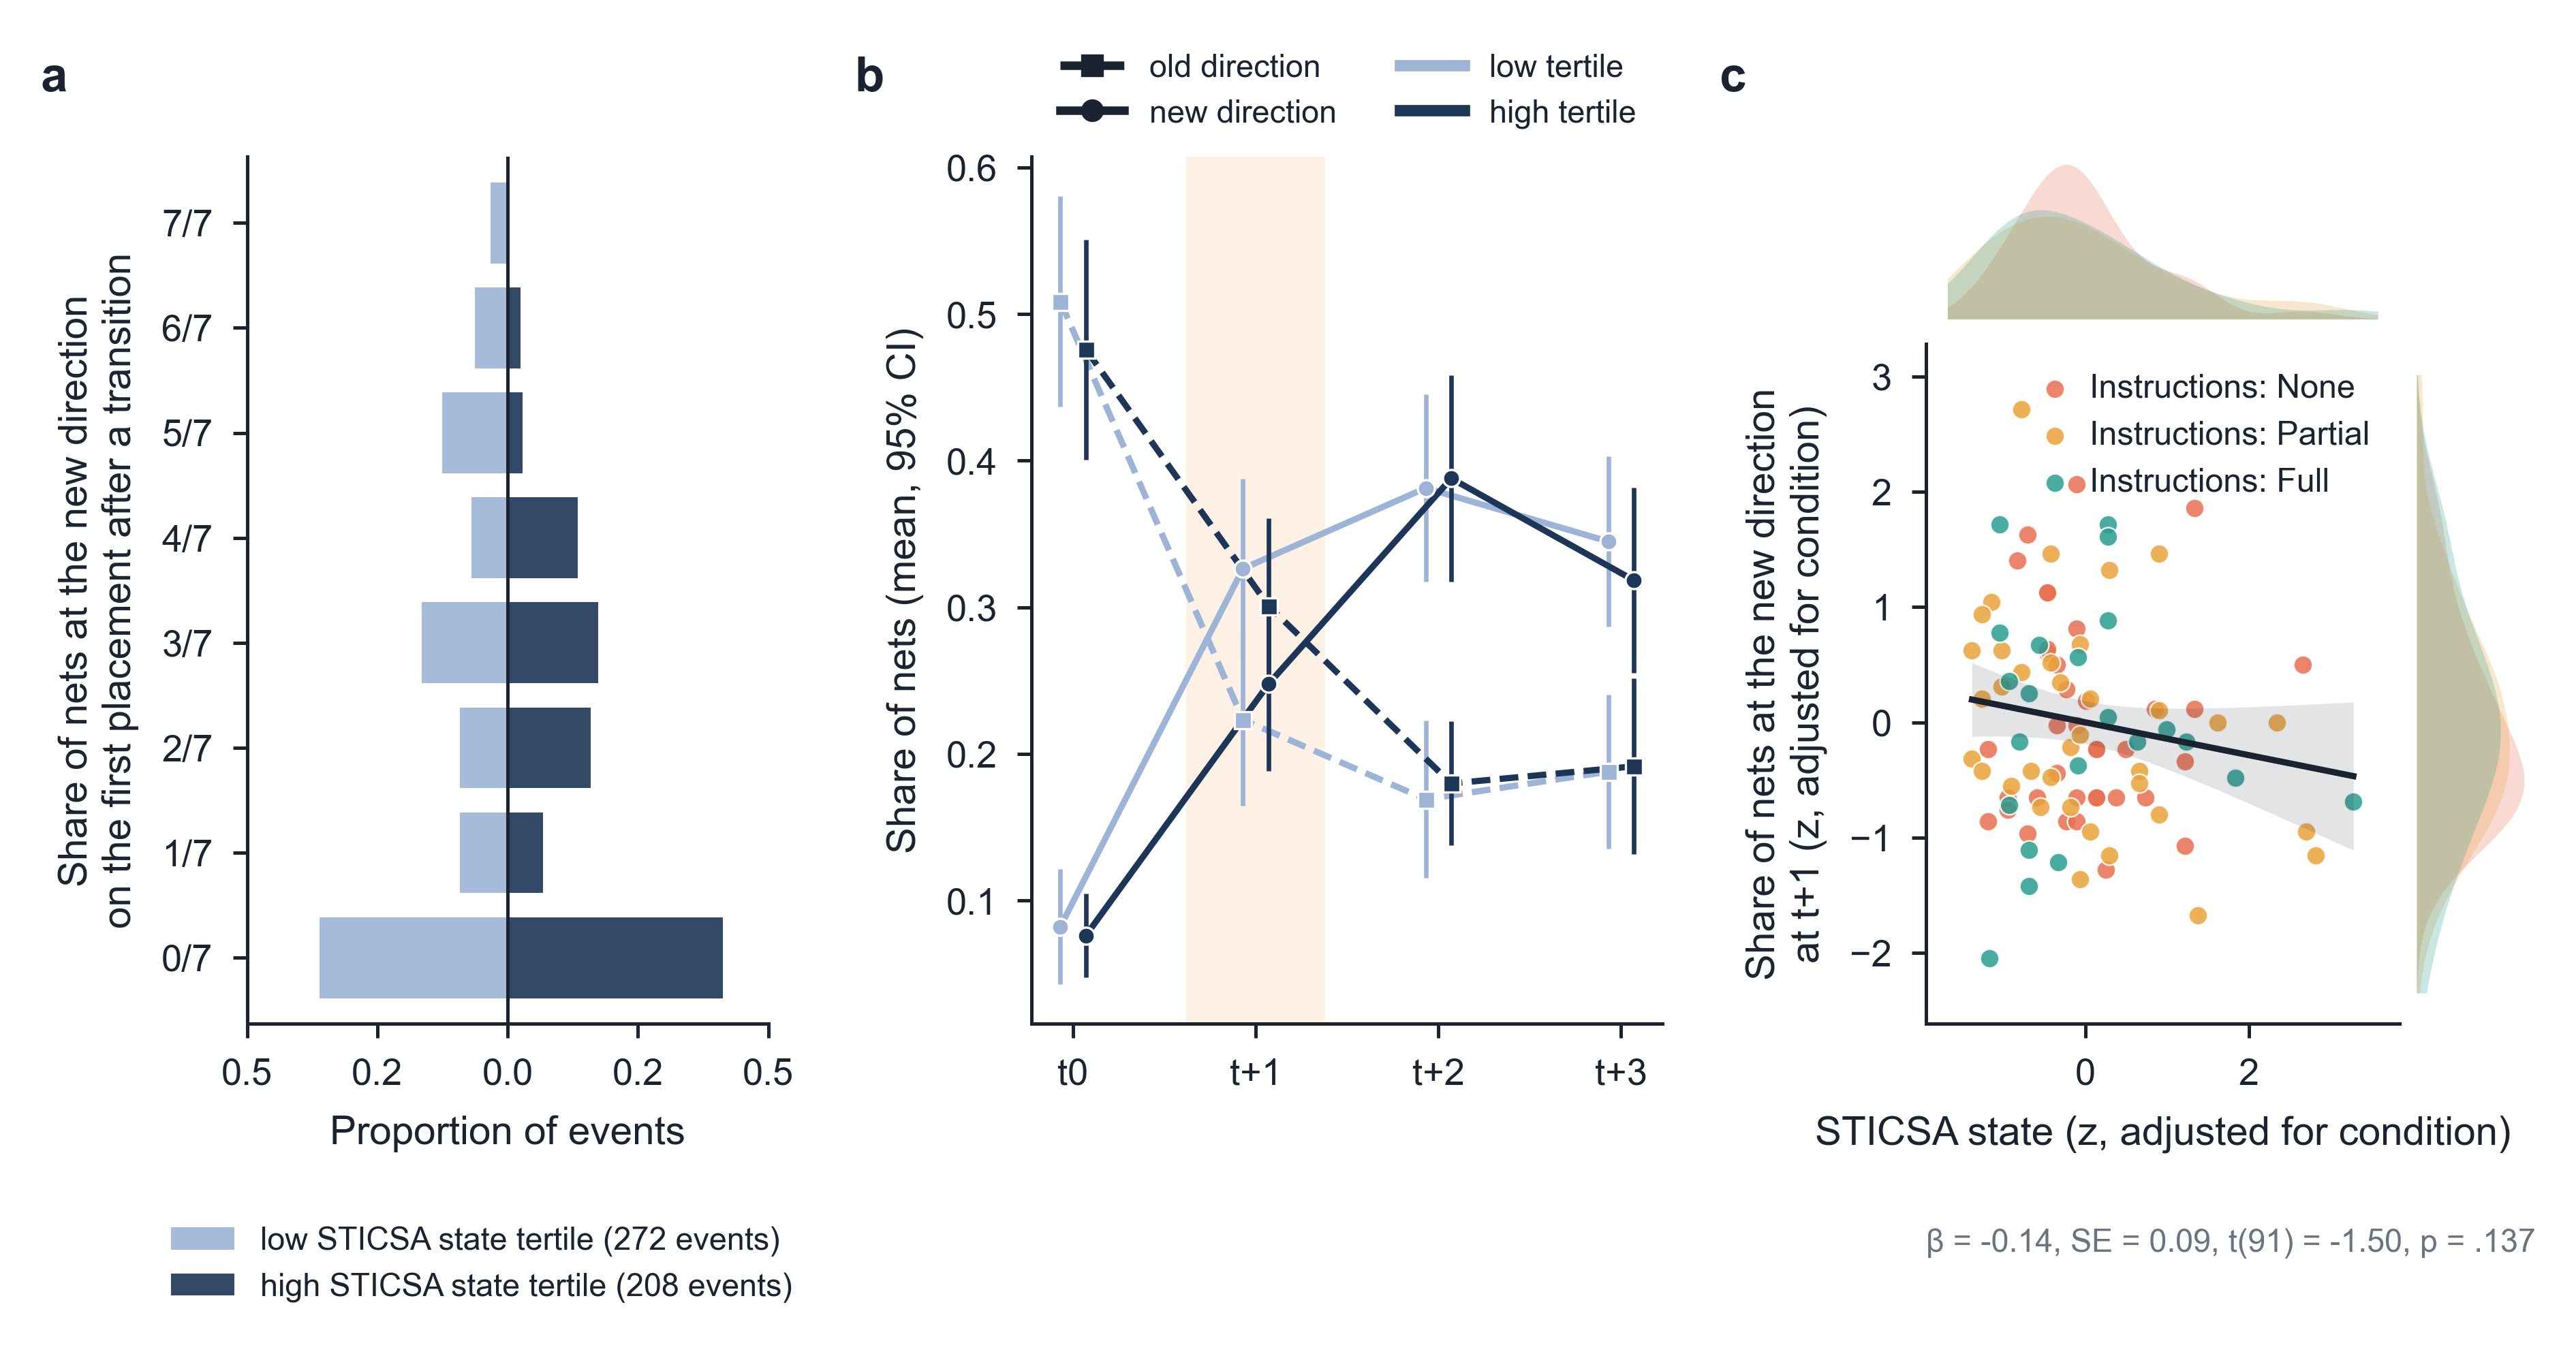 a
Share of nets at the new direction
on the first placement after a transition
7/7
6/7
5/7
4/7
3/7
2/7
1/7
0/7
0.5 0.2 0.0 0.2 0.5
Proportion of events
low STICSA state tertile (272 events)
high STICSA state tertile (208 events)
b
old direction
new direction
low tertile
high tertile
Share of nets (mean, 95% CI)
0.6
0.5
0.4
0.3
0.2
0.1
t0 t+1 t+2 t+3
c
Share of nets at the new direction
at t+1 (z, adjusted for condition)
3
2
1
0
−1
−2
Instructions: None
Instructions: Partial
Instructions: Full
0 2
STICSA state (z, adjusted for condition)
β = -0.14, SE = 0.09, t(91) = -1.50, p = .137